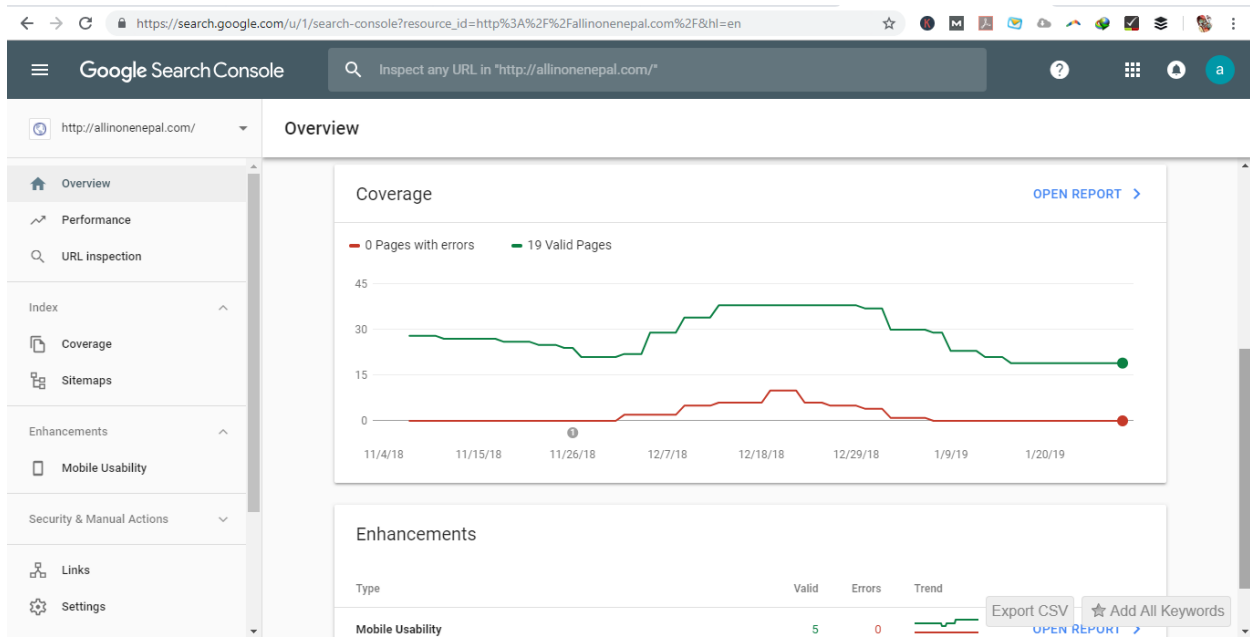 https://search.google.com/u/1/search-console?resource_id=http%3A%2F%2Fallinonenepal.com%2F&hl=en
Google Search Console
Inspect any URL in "http://allinonenepal.com/"
?
a
http://allinonenepal.com/
Overview
Overview
Performance
URL inspection
Index
Coverage
Sitemaps
Enhancements
Mobile Usability
Security & Manual Actions
Links
Settings
Coverage
OPEN REPORT
0 Pages with errors
19 Valid Pages
45
30
15
0
1
11/4/18
11/15/18
11/26/18
12/7/18
12/18/18
12/29/18
1/9/19
1/20/19
Enhancements
Type
Valid
Errors
Trend
Mobile Usability
5
0
OPEN REPORT
Export CSV
Add All Keywords